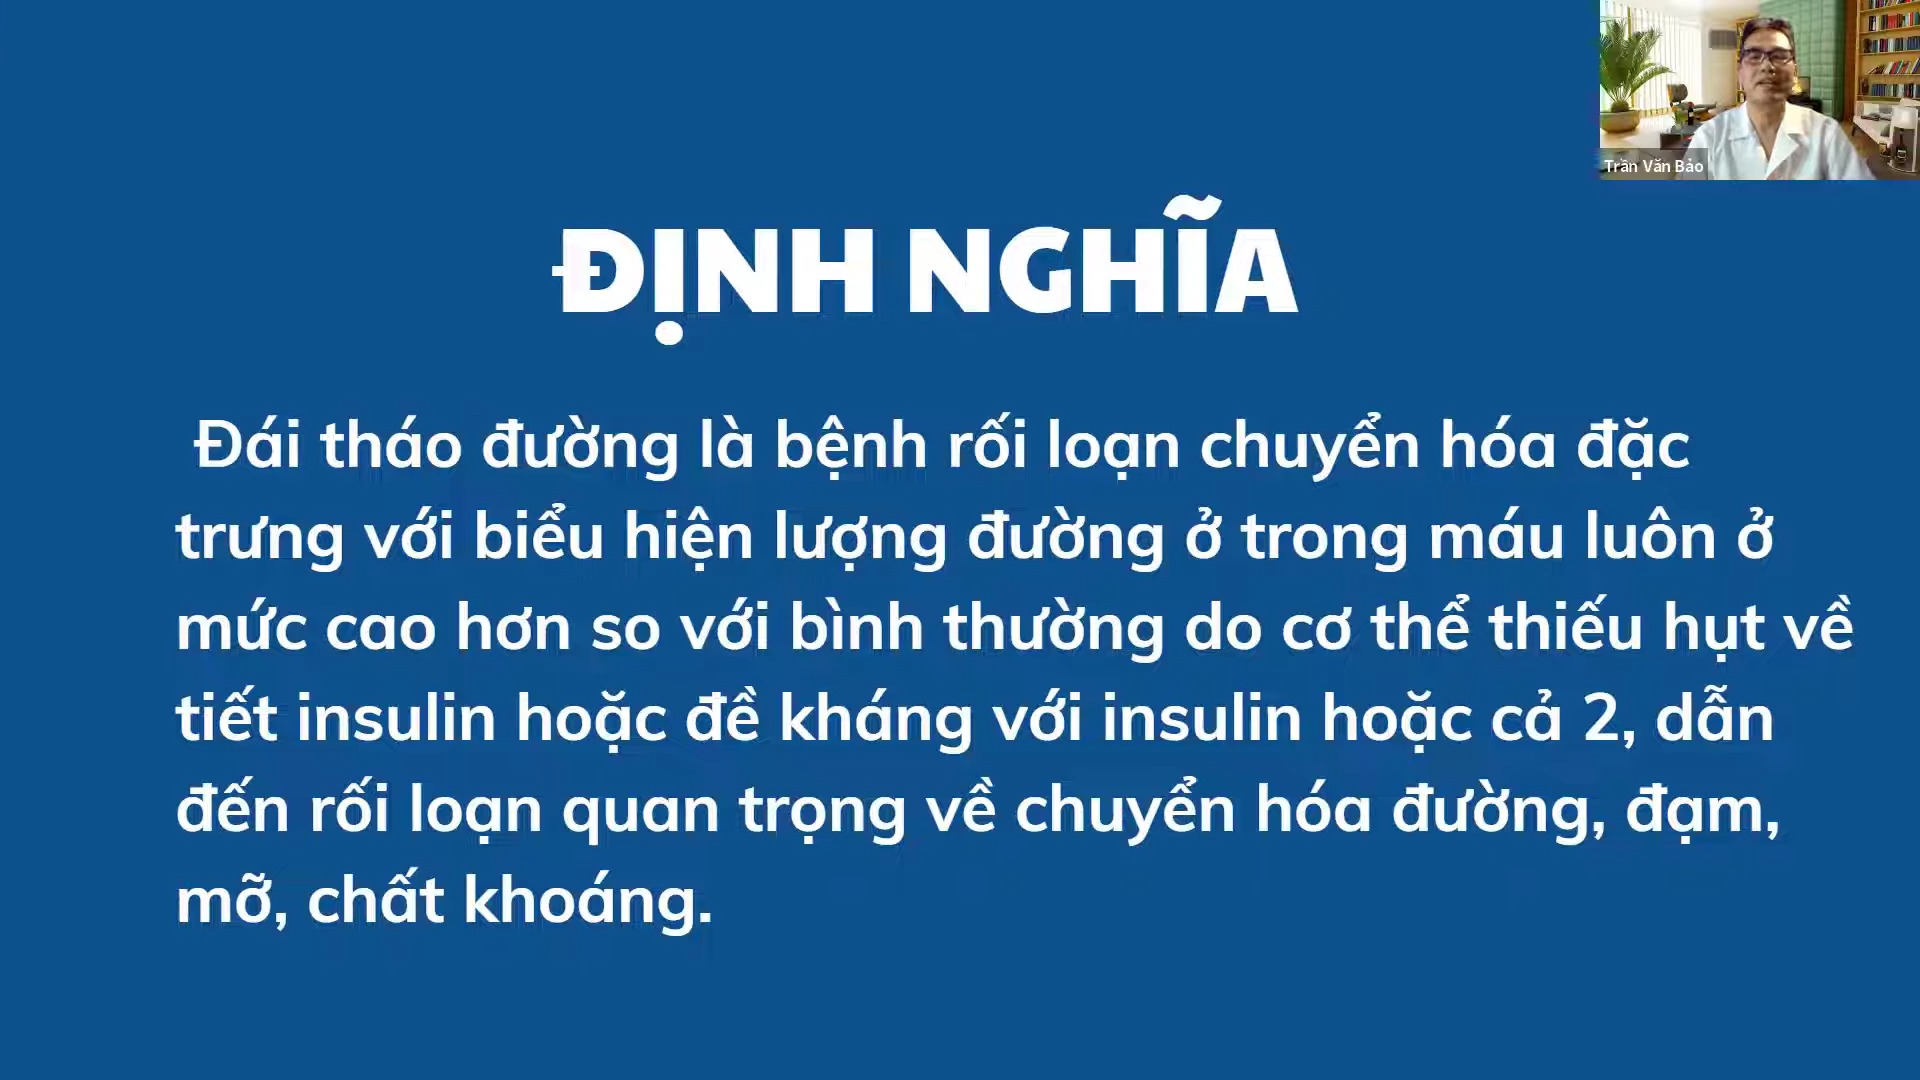 Trần Văn Bảo
ĐỊNH NGHĨA
Đái tháo đường là bệnh rối loạn chuyển hóa đặc
trưng với biểu hiện lượng đường ở trong máu luôn ở
mức cao hơn so với bình thường do cơ thể thiếu hụt về
tiết insulin hoặc đề kháng với insulin hoặc cả 2, dẫn
đến rối loạn quan trọng về chuyển hóa đường, đạm,
mỡ, chất khoáng.